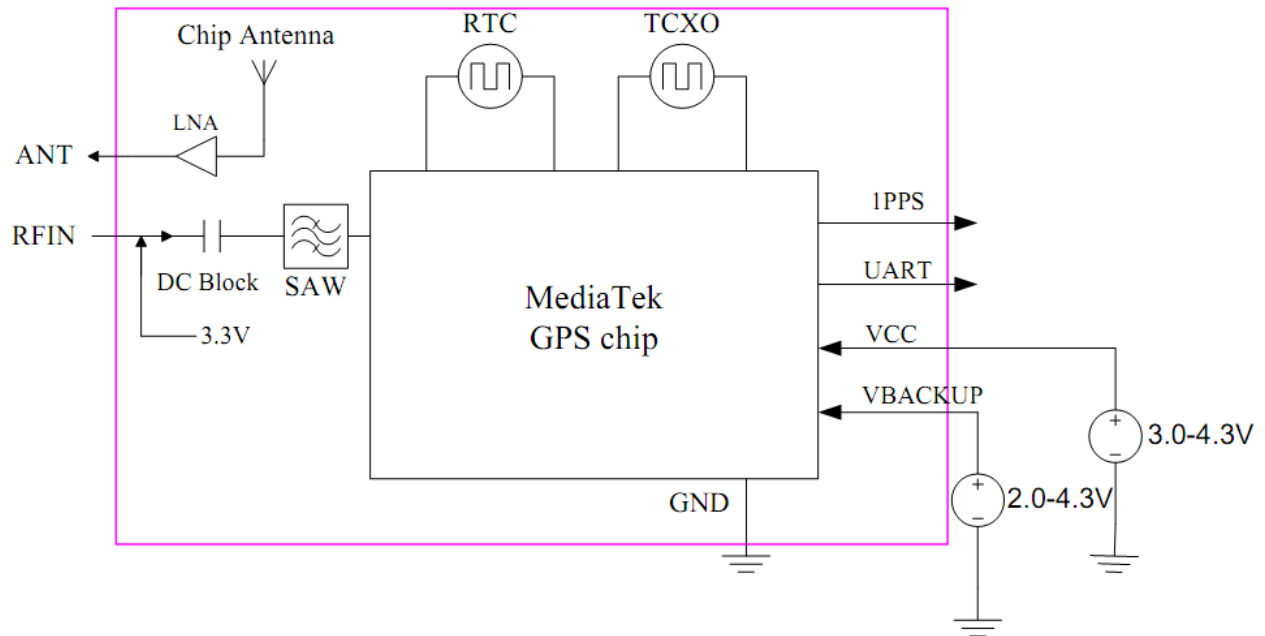 RTC
TCXO
Chip Antenna
LNA
ANT
RFIN
DC Block
SAW
3.3V
MediaTek
GPS chip
1PPS
UART
VCC
VBACKUP
3.0-4.3V
2.0-4.3V
GND